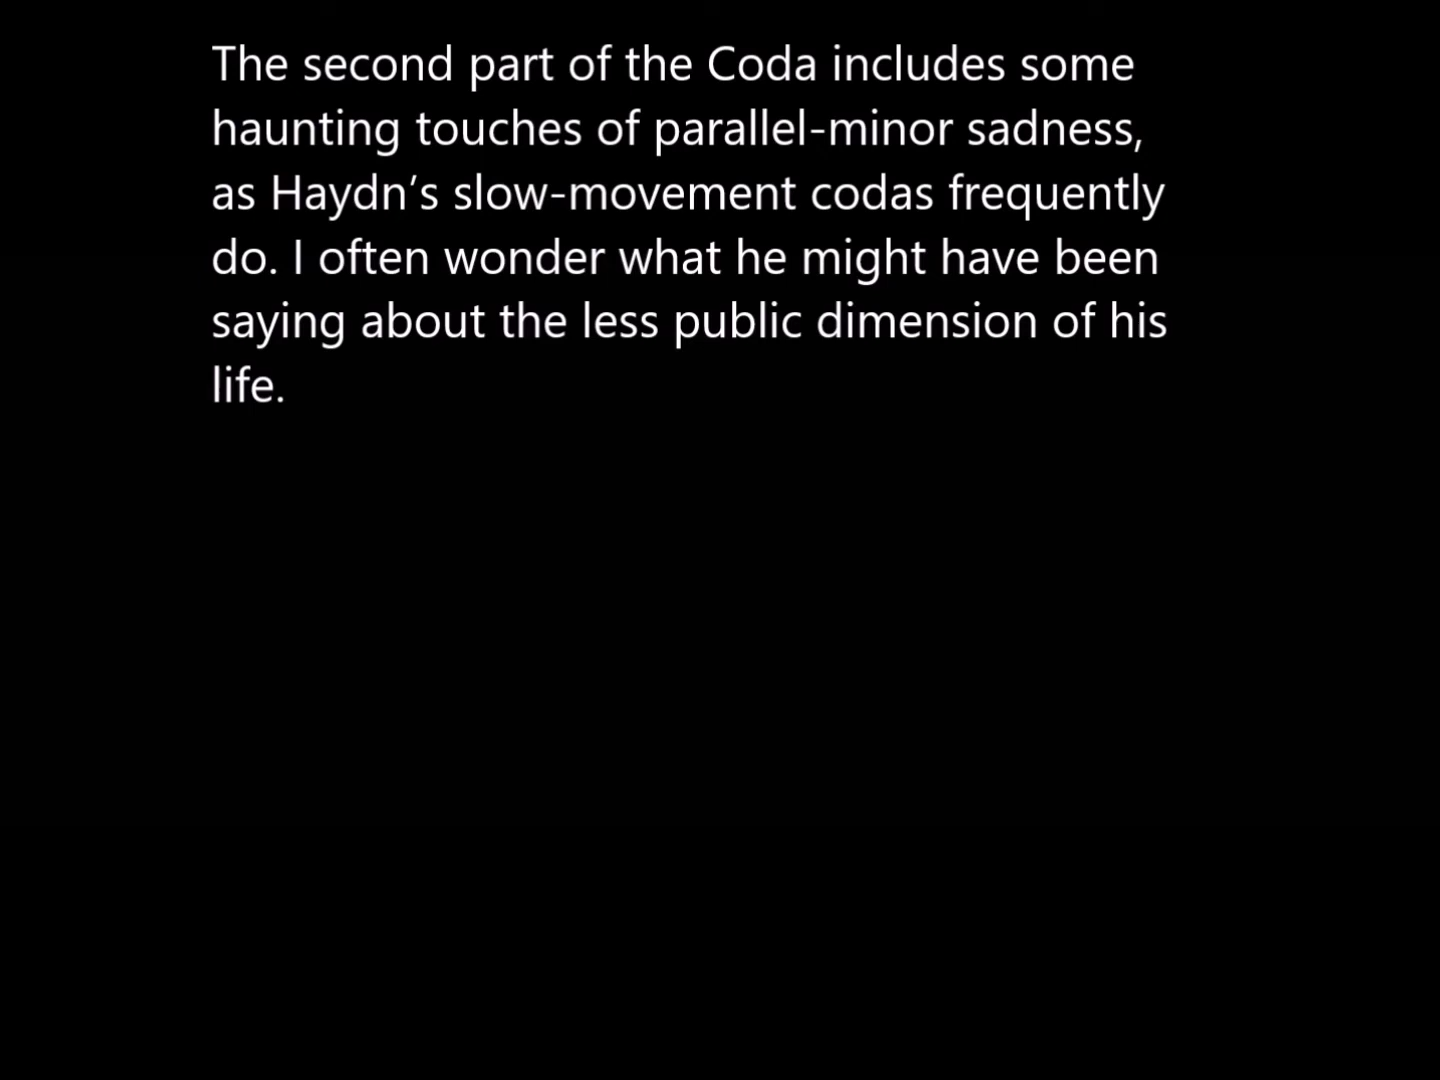 The second part of the Coda includes some
haunting touches of parallel-minor sadness,
as Haydn’s slow-movement codas frequently
do. I often wonder what he might have been
saying about the less public dimension of his
life.